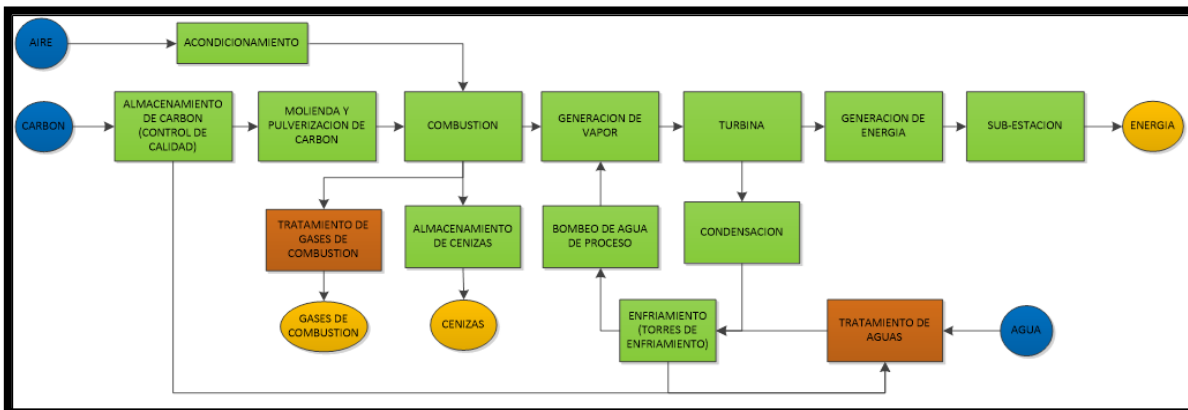 AIRE
ACONDICIONAMIENTO
CARBON
ALMACENAMIENTO
DE CARBON
(CONTROL DE
CALIDAD)
MOLIENDA Y
PULVERIZACION DE
CARBON
COMBUSTION
GENERACION DE
VAPOR
TURBINA
GENERACION DE
ENERGIA
SUB-ESTACION
ENERGIA
TRATAMIENTO DE
GASES DE
COMBUSTION
ALMACENAMIENTO
DE CENIZAS
BOMBEO DE AGUA
DE PROCESO
CONDENSACION
GASES DE
COMBUSTION
CENIZAS
ENFRIAMIENTO
(TORRES DE
ENFRIAMIENTO)
TRATAMIENTO DE
AGUAS
AGUA